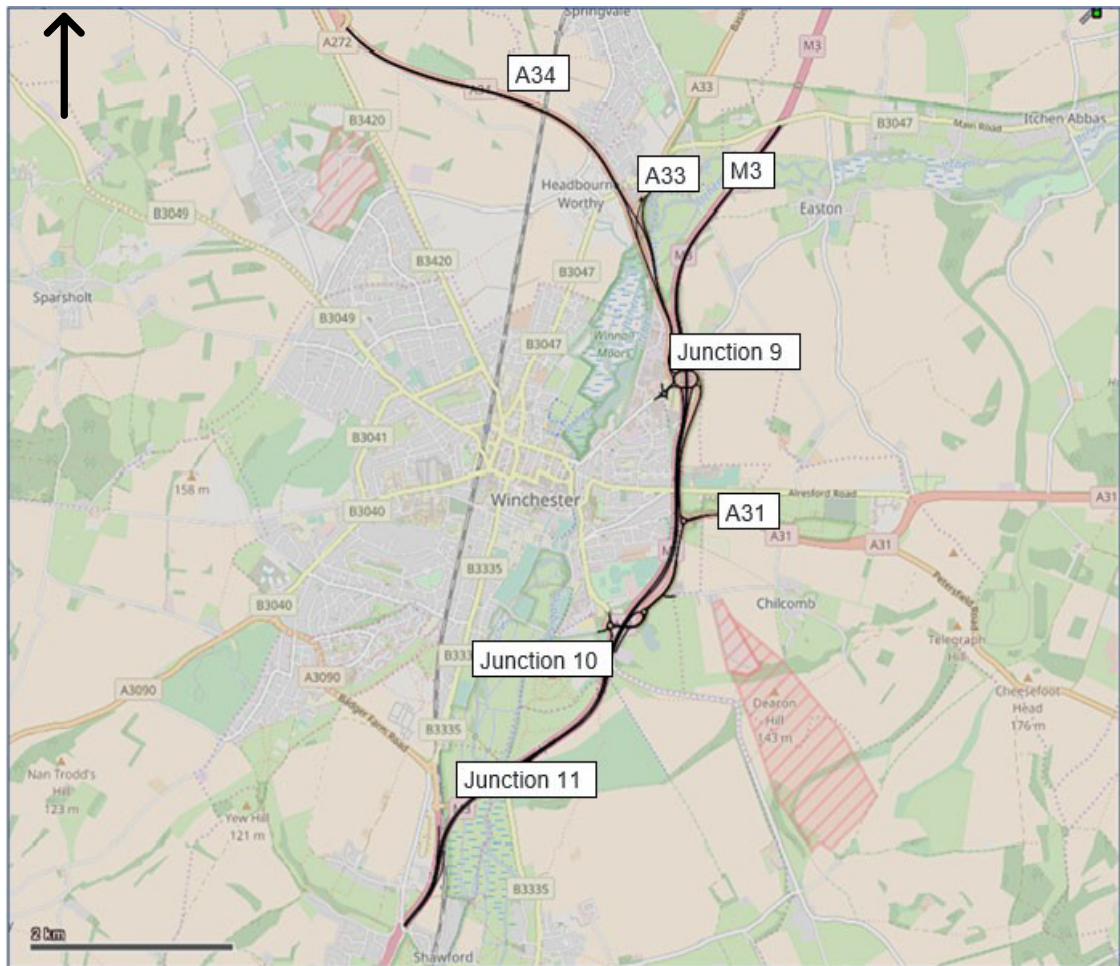 Springvale
A272
A34
M3
A34
A33
B3420
B3047
Main Road
Itchen Abbas
A33
M3
Headbourne
Worthy
B3049
Easton
M3
B3420
B3047
Sparsholt
B3049
Winnall
Moors
B3047
Junction 9
B3041
158 m
Winchester
Alresford Road
A31
B3040
A31
A31
A31
B3335
Petersfield Road
B3040
Chilcomb
Telegraph
Hill
Junction 10
A3090
A3090
Badger Farm Road
Deacon
Hill
143 m
Cheesefoot
Head
176 m
B3335
B3335
Nan Trodd's
Hill
123 m
Junction 11
M3
Yew Hill
121 m
B3335
2 km
Shawford